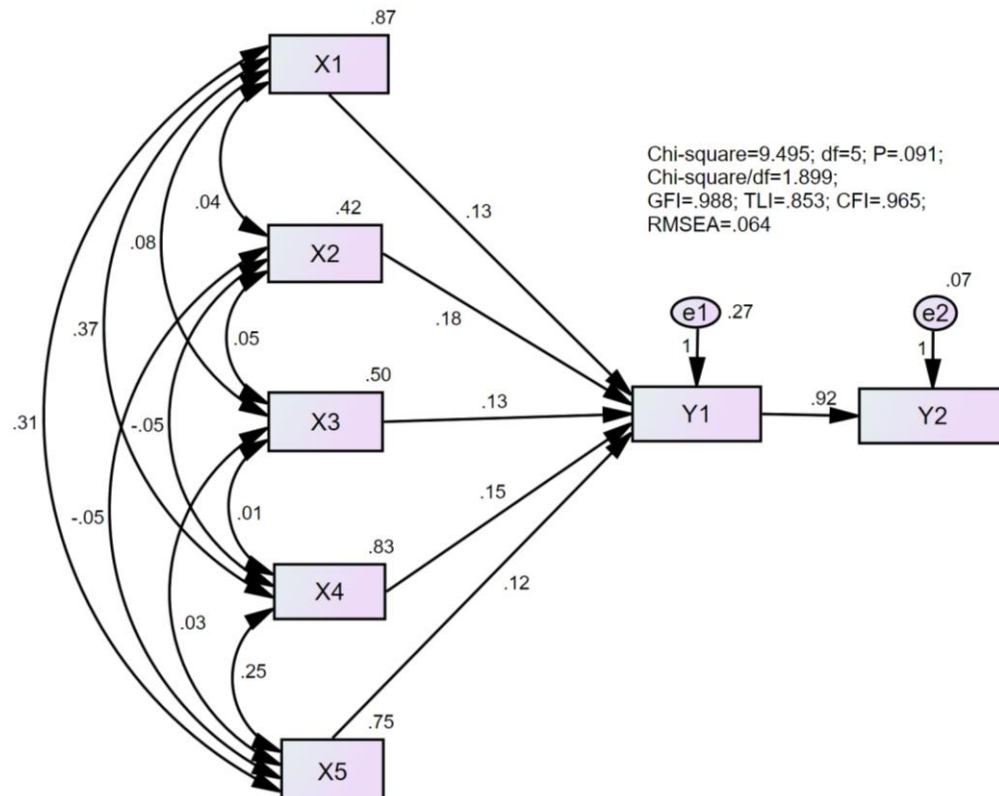 .87
X1
Chi-square=9.495; df=5; P=.091;
Chi-square/df=1.899;
GFI=.988; TLI=.853; CFI=.965;
RMSEA=.064
.04
.42
.13
.08
X2
.07
e1
.27
e2
.37
.05
.18
1
1
.50
.31
-.05
X3
.13
Y1
.92
Y2
-.05
.01
.15
.83
X4
.12
.03
.25
.75
X5